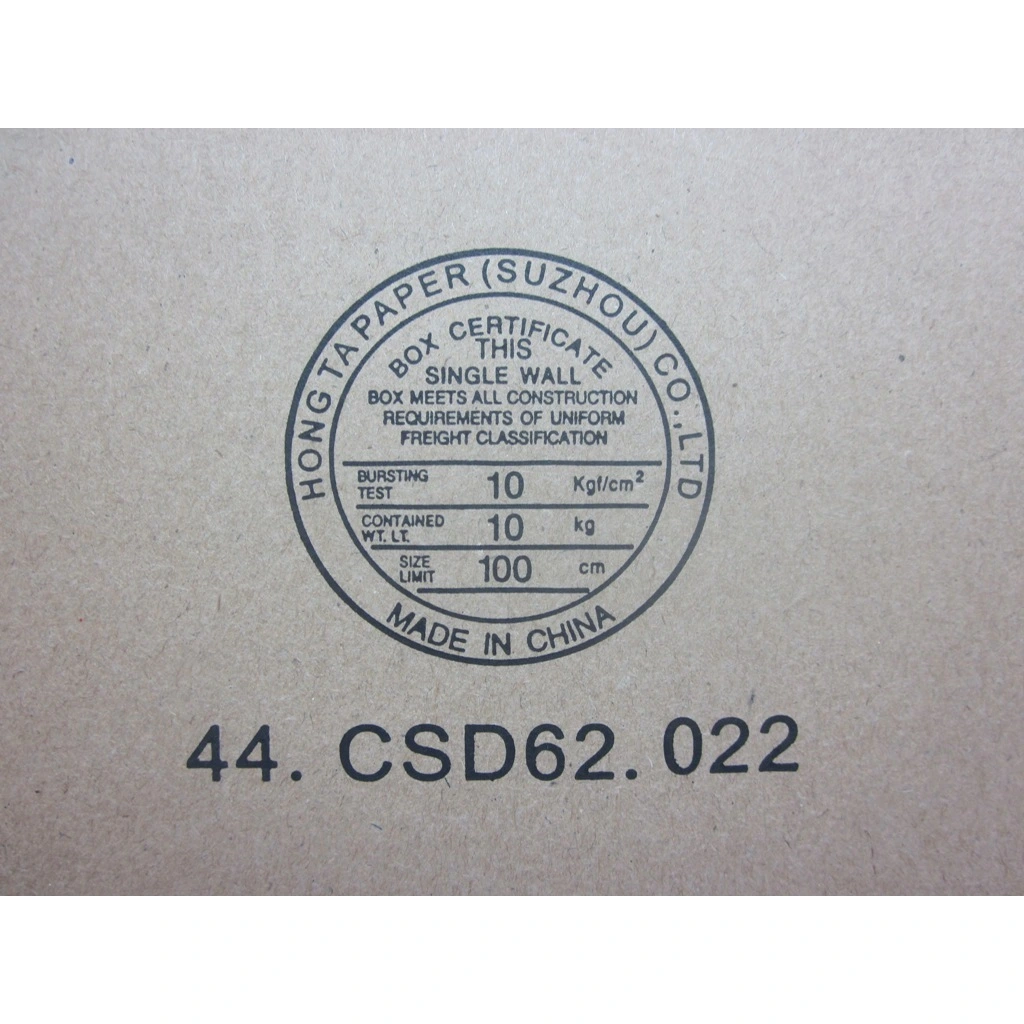 HONG TA PAPER (SUZHOU) CO.,LTD
BOX CERTIFICATE
THIS
SINGLE WALL
BOX MEETS ALL CONSTRUCTION
REQUIREMENTS OF UNIFORM
FREIGHT CLASSIFICATION
BURSTING TEST 10 Kgf/cm²
CONTAINED WT. LT. 10 kg
SIZE LIMIT 100 cm
MADE IN CHINA
44. CSD62. 022